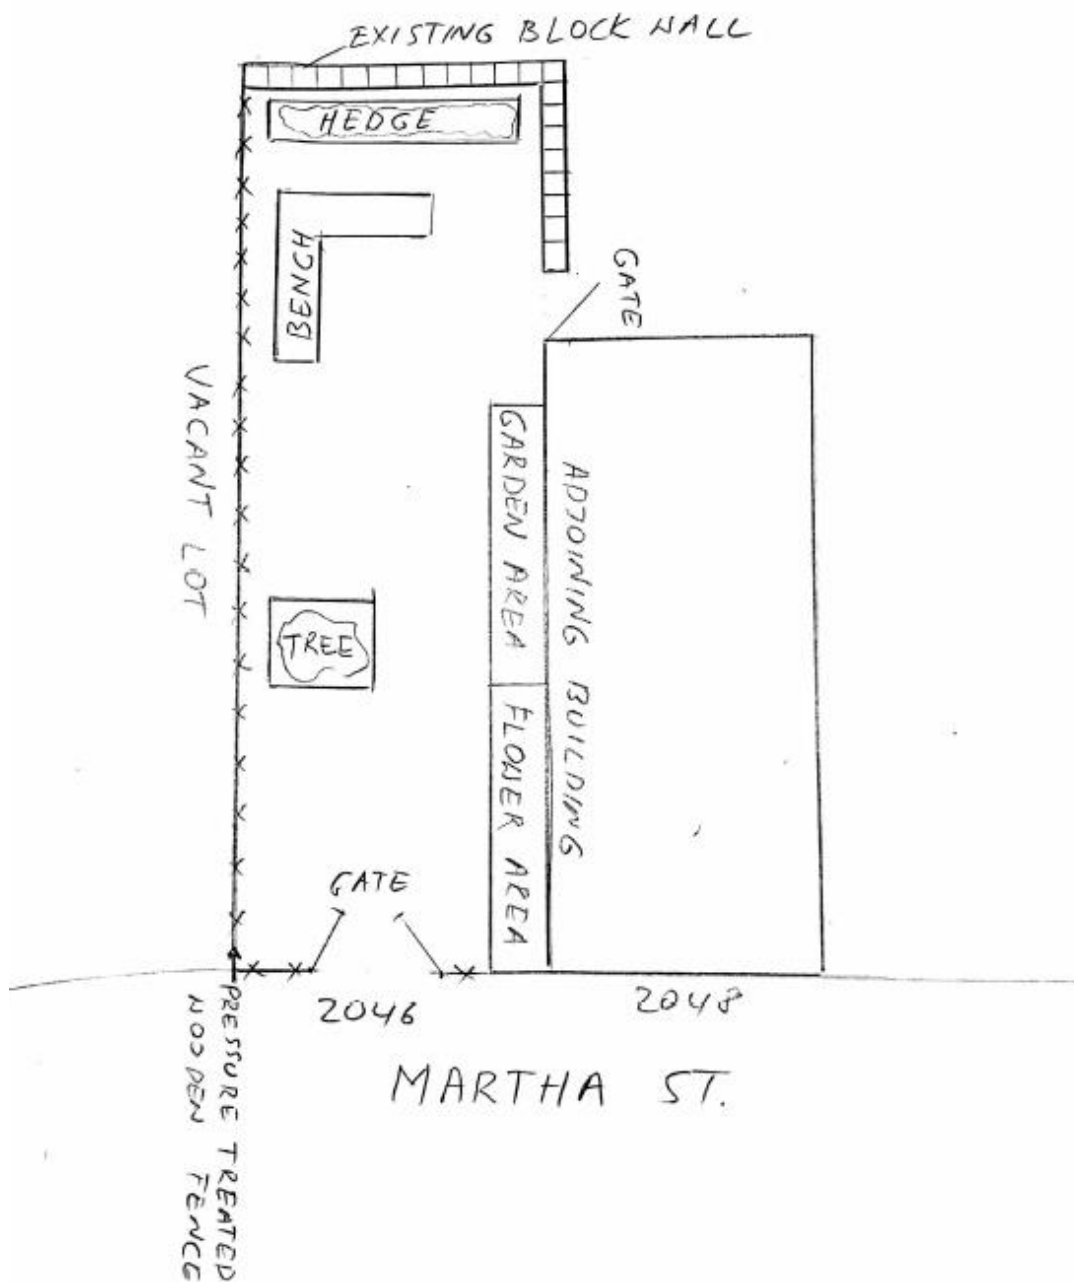 EXISTING BLOCK WALL
HEDGE
BENCH
GATE
VACANT LOT
GARDEN AREA
ADJOINING BUILDING
TREE
FLOWER AREA
GATE
2046
2048
MARTHA ST.
PRESSURE TREATED
WOODEN FENCE